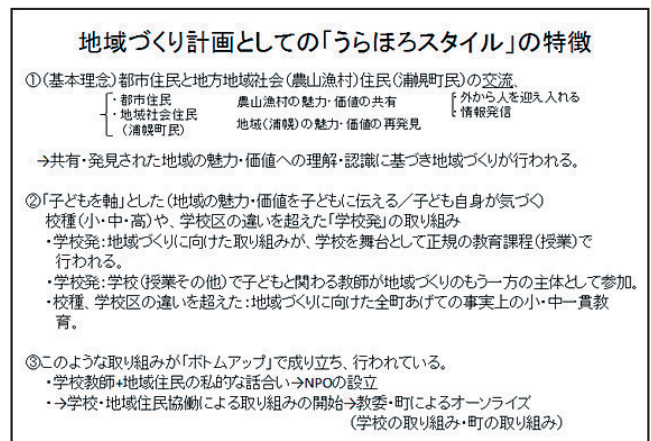 地域づくり計画としての「うらほろスタイル」の特徴
①(基本理念)都市住民と地方地域社会(農山漁村)住民(浦幌町民)の交流、
・都市住民 農山漁村の魅力・価値の共有 ・外から人を迎え入れる
・地域社会住民 ・情報発信
(浦幌町民) 地域(浦幌)の魅力・価値の再発見
→共有・発見された地域の魅力・価値への理解・認識に基づき地域づくりが行われる。
②「子どもを軸」とした(地域の魅力・価値を子どもに伝える/子ども自身が気づく)
校種(小・中・高)や、学校区の違いを超えた「学校発」の取り組み
・学校発:地域づくりに向けた取り組みが、学校を舞台として正規の教育課程(授業)で
行われる。
・学校発:学校(授業その他)で子どもと関わる教師が地域づくりのもう一方の主体として参加。
・校種、学校区の違いを超えた:地域づくりに向けた全町あげての事実上の小・中一貫教
育。
③このような取り組みが「ボトムアップ」で成り立ち、行われている。
・学校教師+地域住民の私的な話合い→NPOの設立
・→学校・地域住民協働による取り組みの開始→教委・町によるオーソライズ
(学校の取り組み・町の取り組み)